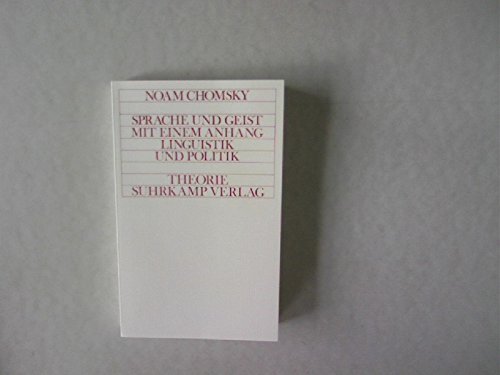 NOAM CHOMSKY
SPRACHE UND GEIST
MIT EINEM ANHANG
LINGUISTIK
UND POLITIK
THEORIE
SUHRKAMP VERLAG